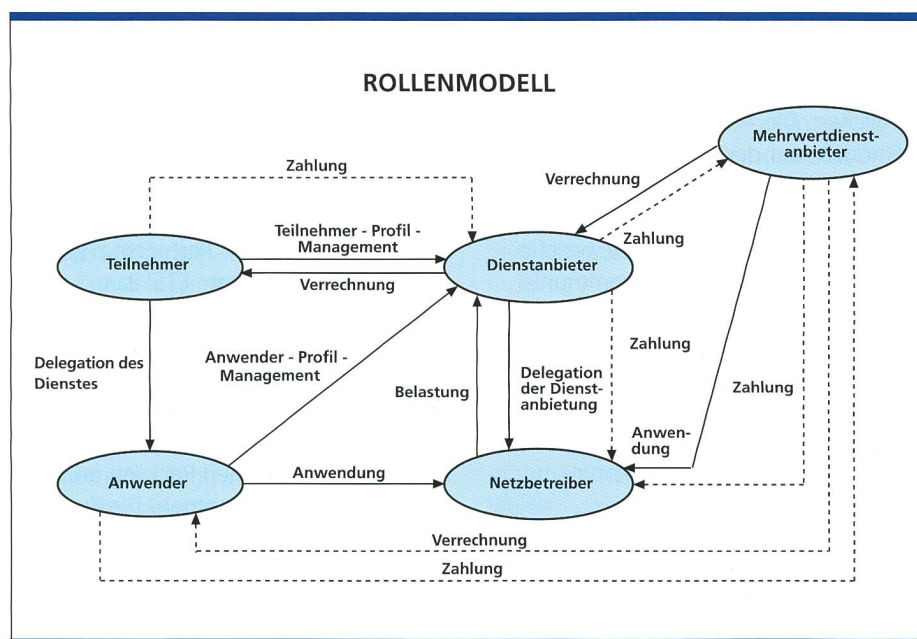 ROLLENMODELL
Mehrwertdienst-
anbieter
Zahlung
Verrechnung
Teilnehmer - Profil -
Management
Zahlung
Teilnehmer
Dienstanbieter
Verrechnung
Zahlung
Delegation des
Dienstes
Anwender - Profil -
Management
Belastung
Delegation
der Dienst-
anbietung
Zahlung
Anwen-
dung
Anwender
Anwendung
Netzbetreiber
Verrechnung
Zahlung